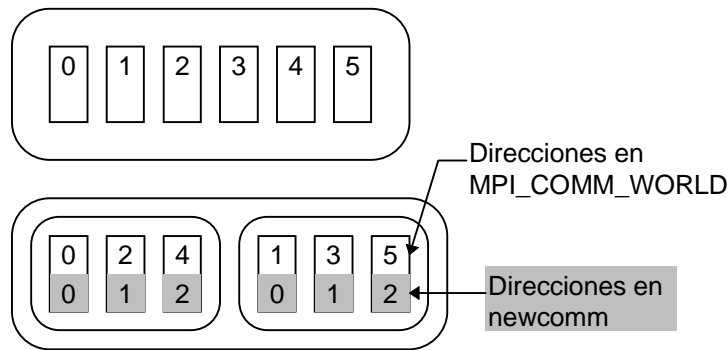 0 1 2 3 4 5
Direcciones en
MPI_COMM_WORLD
0 2 4 1 3 5
0 1 2 0 1 2
Direcciones en
newcomm